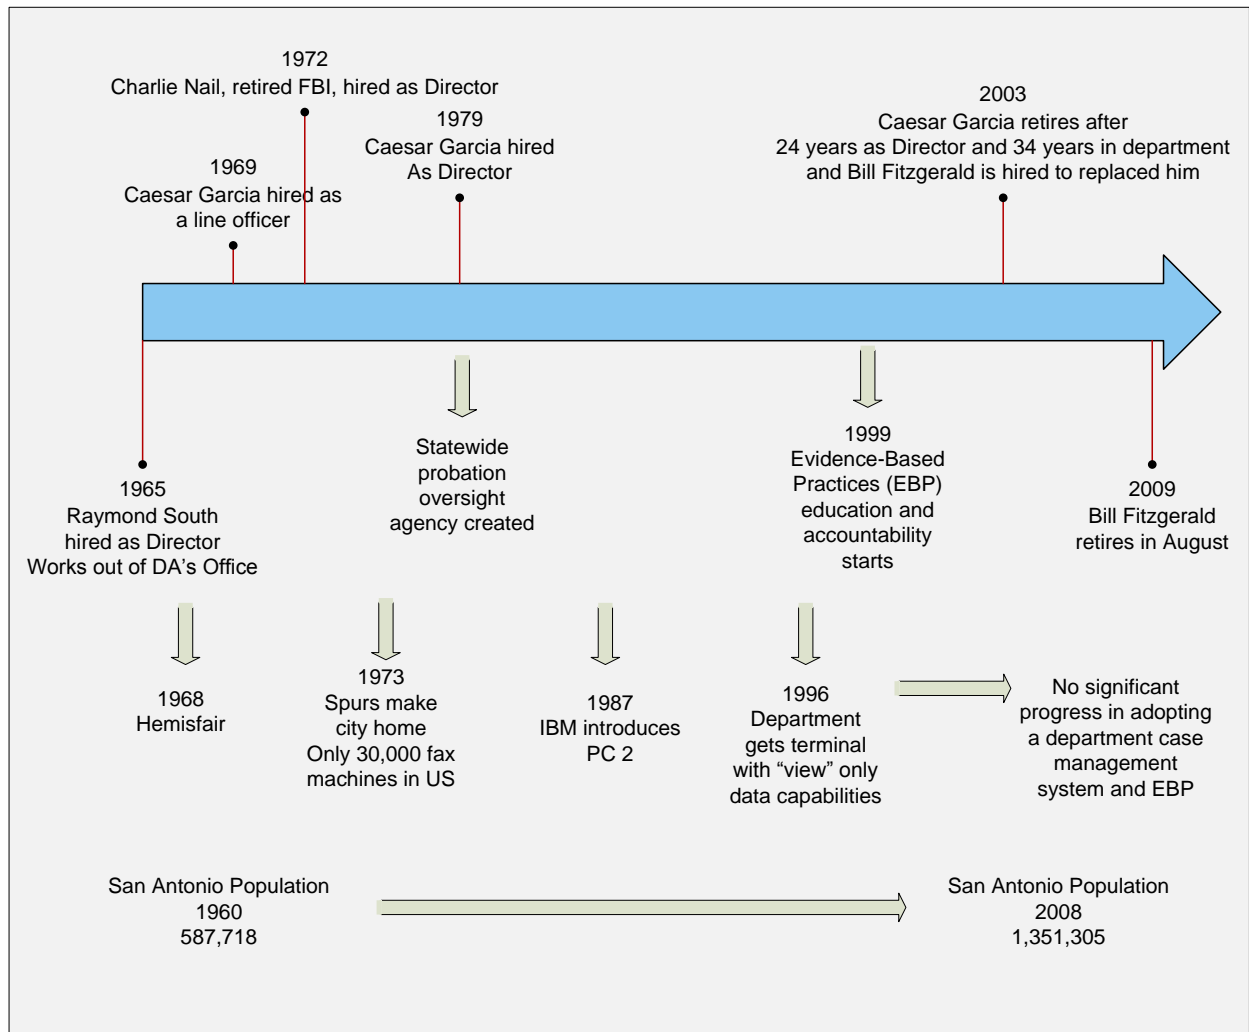 1972
Charlie Nail, retired FBI, hired as Director
1969
Caesar Garcia hired as
a line officer
1979
Caesar Garcia hired
As Director
2003
Caesar Garcia retires after
24 years as Director and 34 years in department
and Bill Fitzgerald is hired to replaced him
1965
Raymond South
hired as Director
Works out of DA's Office
Statewide
probation
oversight
agency created
1999
Evidence-Based
Practices (EBP)
education and
accountability
starts
2009
Bill Fitzgerald
retires in August
1968
Hemisfair
1973
Spurs make
city home
Only 30,000 fax
machines in US
1987
IBM introduces
PC 2
1996
Department
gets terminal
with “view” only
data capabilities
No significant
progress in adopting
a department case
management
system and EBP
San Antonio Population
1960
587,718
San Antonio Population
2008
1,351,305